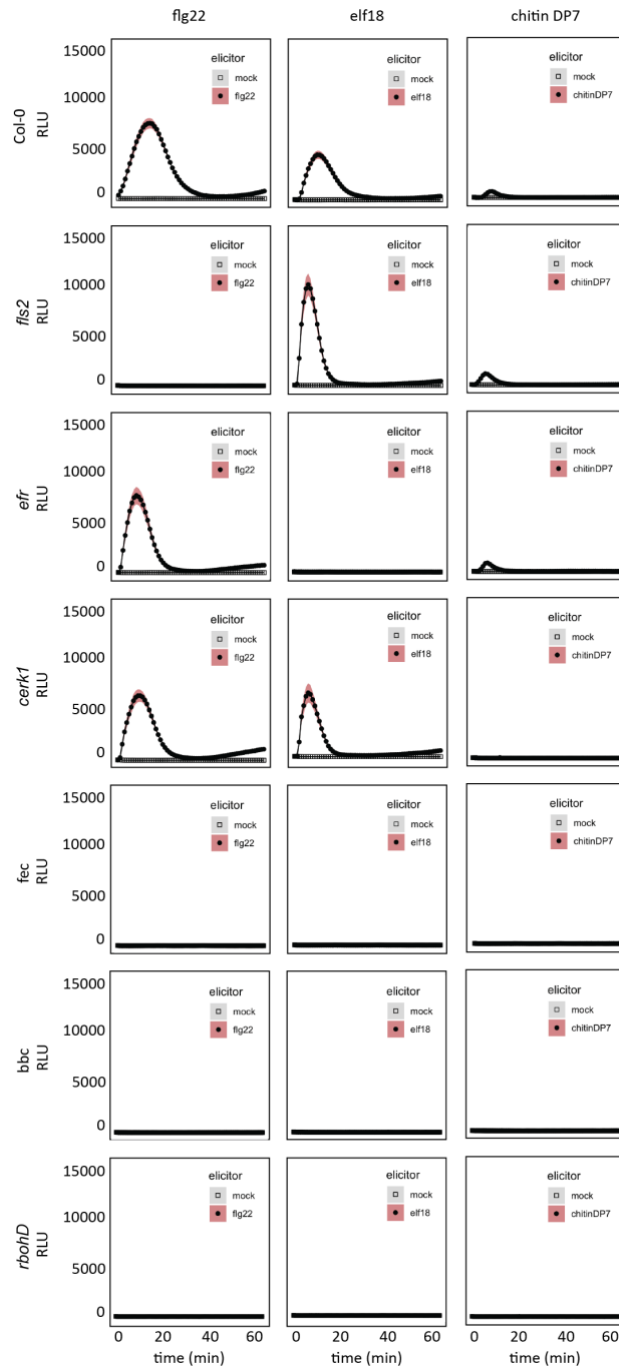 flg22 elf18 chitin DP7
Col-0
RLU
15000
10000
5000
0
elicitor
mock
flg22
elicitor
mock
elf18
elicitor
mock
chitinDP7
fls2
RLU
15000
10000
5000
0
elicitor
mock
flg22
elicitor
mock
elf18
elicitor
mock
chitinDP7
efr
RLU
15000
10000
5000
0
elicitor
mock
flg22
elicitor
mock
elf18
elicitor
mock
chitinDP7
cerk1
RLU
15000
10000
5000
0
elicitor
mock
flg22
elicitor
mock
elf18
elicitor
mock
chitinDP7
fec
RLU
15000
10000
5000
0
elicitor
mock
flg22
elicitor
mock
elf18
elicitor
mock
chitinDP7
bbc
RLU
15000
10000
5000
0
elicitor
mock
flg22
elicitor
mock
elf18
elicitor
mock
chitinDP7
rbohD
RLU
15000
10000
5000
0
elicitor
mock
flg22
elicitor
mock
elf18
elicitor
mock
chitinDP7
0 20 40 60 0 20 40 60 0 20 40 60
time (min) time (min) time (min)